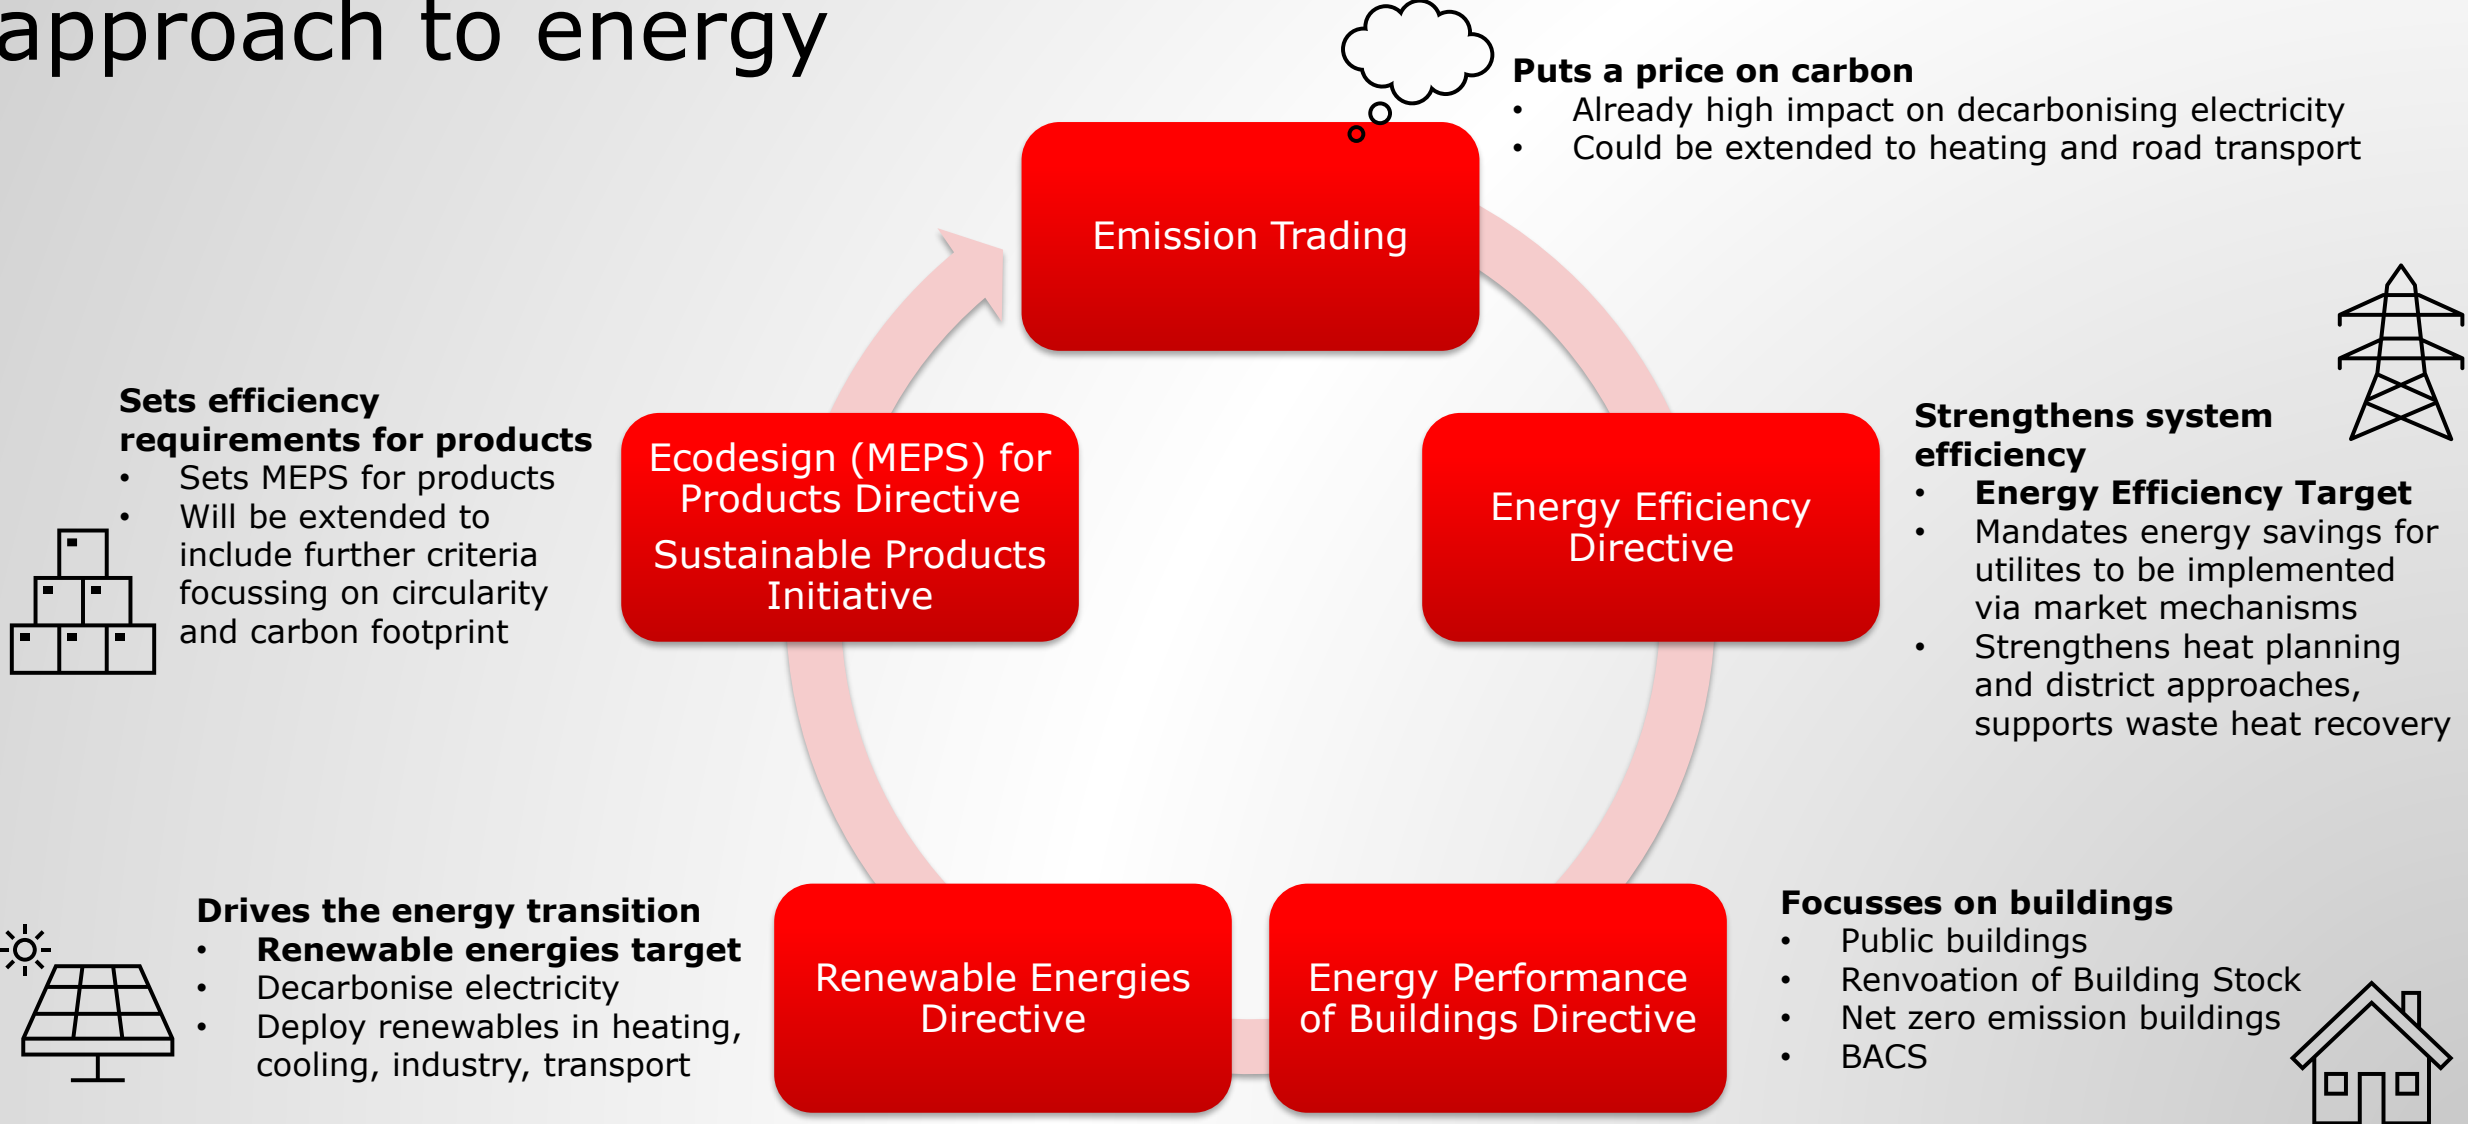 approach to energy
Puts a price on carbon
• Already high impact on decarbonising electricity
• Could be extended to heating and road transport
Emission Trading
Strengthens system
efficiency
• Energy Efficiency Target
• Mandates energy savings for
utilites to be implemented
via market mechanisms
• Strengthens heat planning
and district approaches,
supports waste heat recovery
Energy Efficiency
Directive
Focusses on buildings
• Public buildings
• Renvoation of Building Stock
• Net zero emission buildings
• BACS
Energy Performance
of Buildings Directive
Renewable Energies
Directive
Drives the energy transition
• Renewable energies target
• Decarbonise electricity
• Deploy renewables in heating,
cooling, industry, transport
Ecodesign (MEPS) for
Products Directive
Sustainable Products
Initiative
Sets efficiency
requirements for products
• Sets MEPS for products
• Will be extended to
include further criteria
focussing on circularity
and carbon footprint